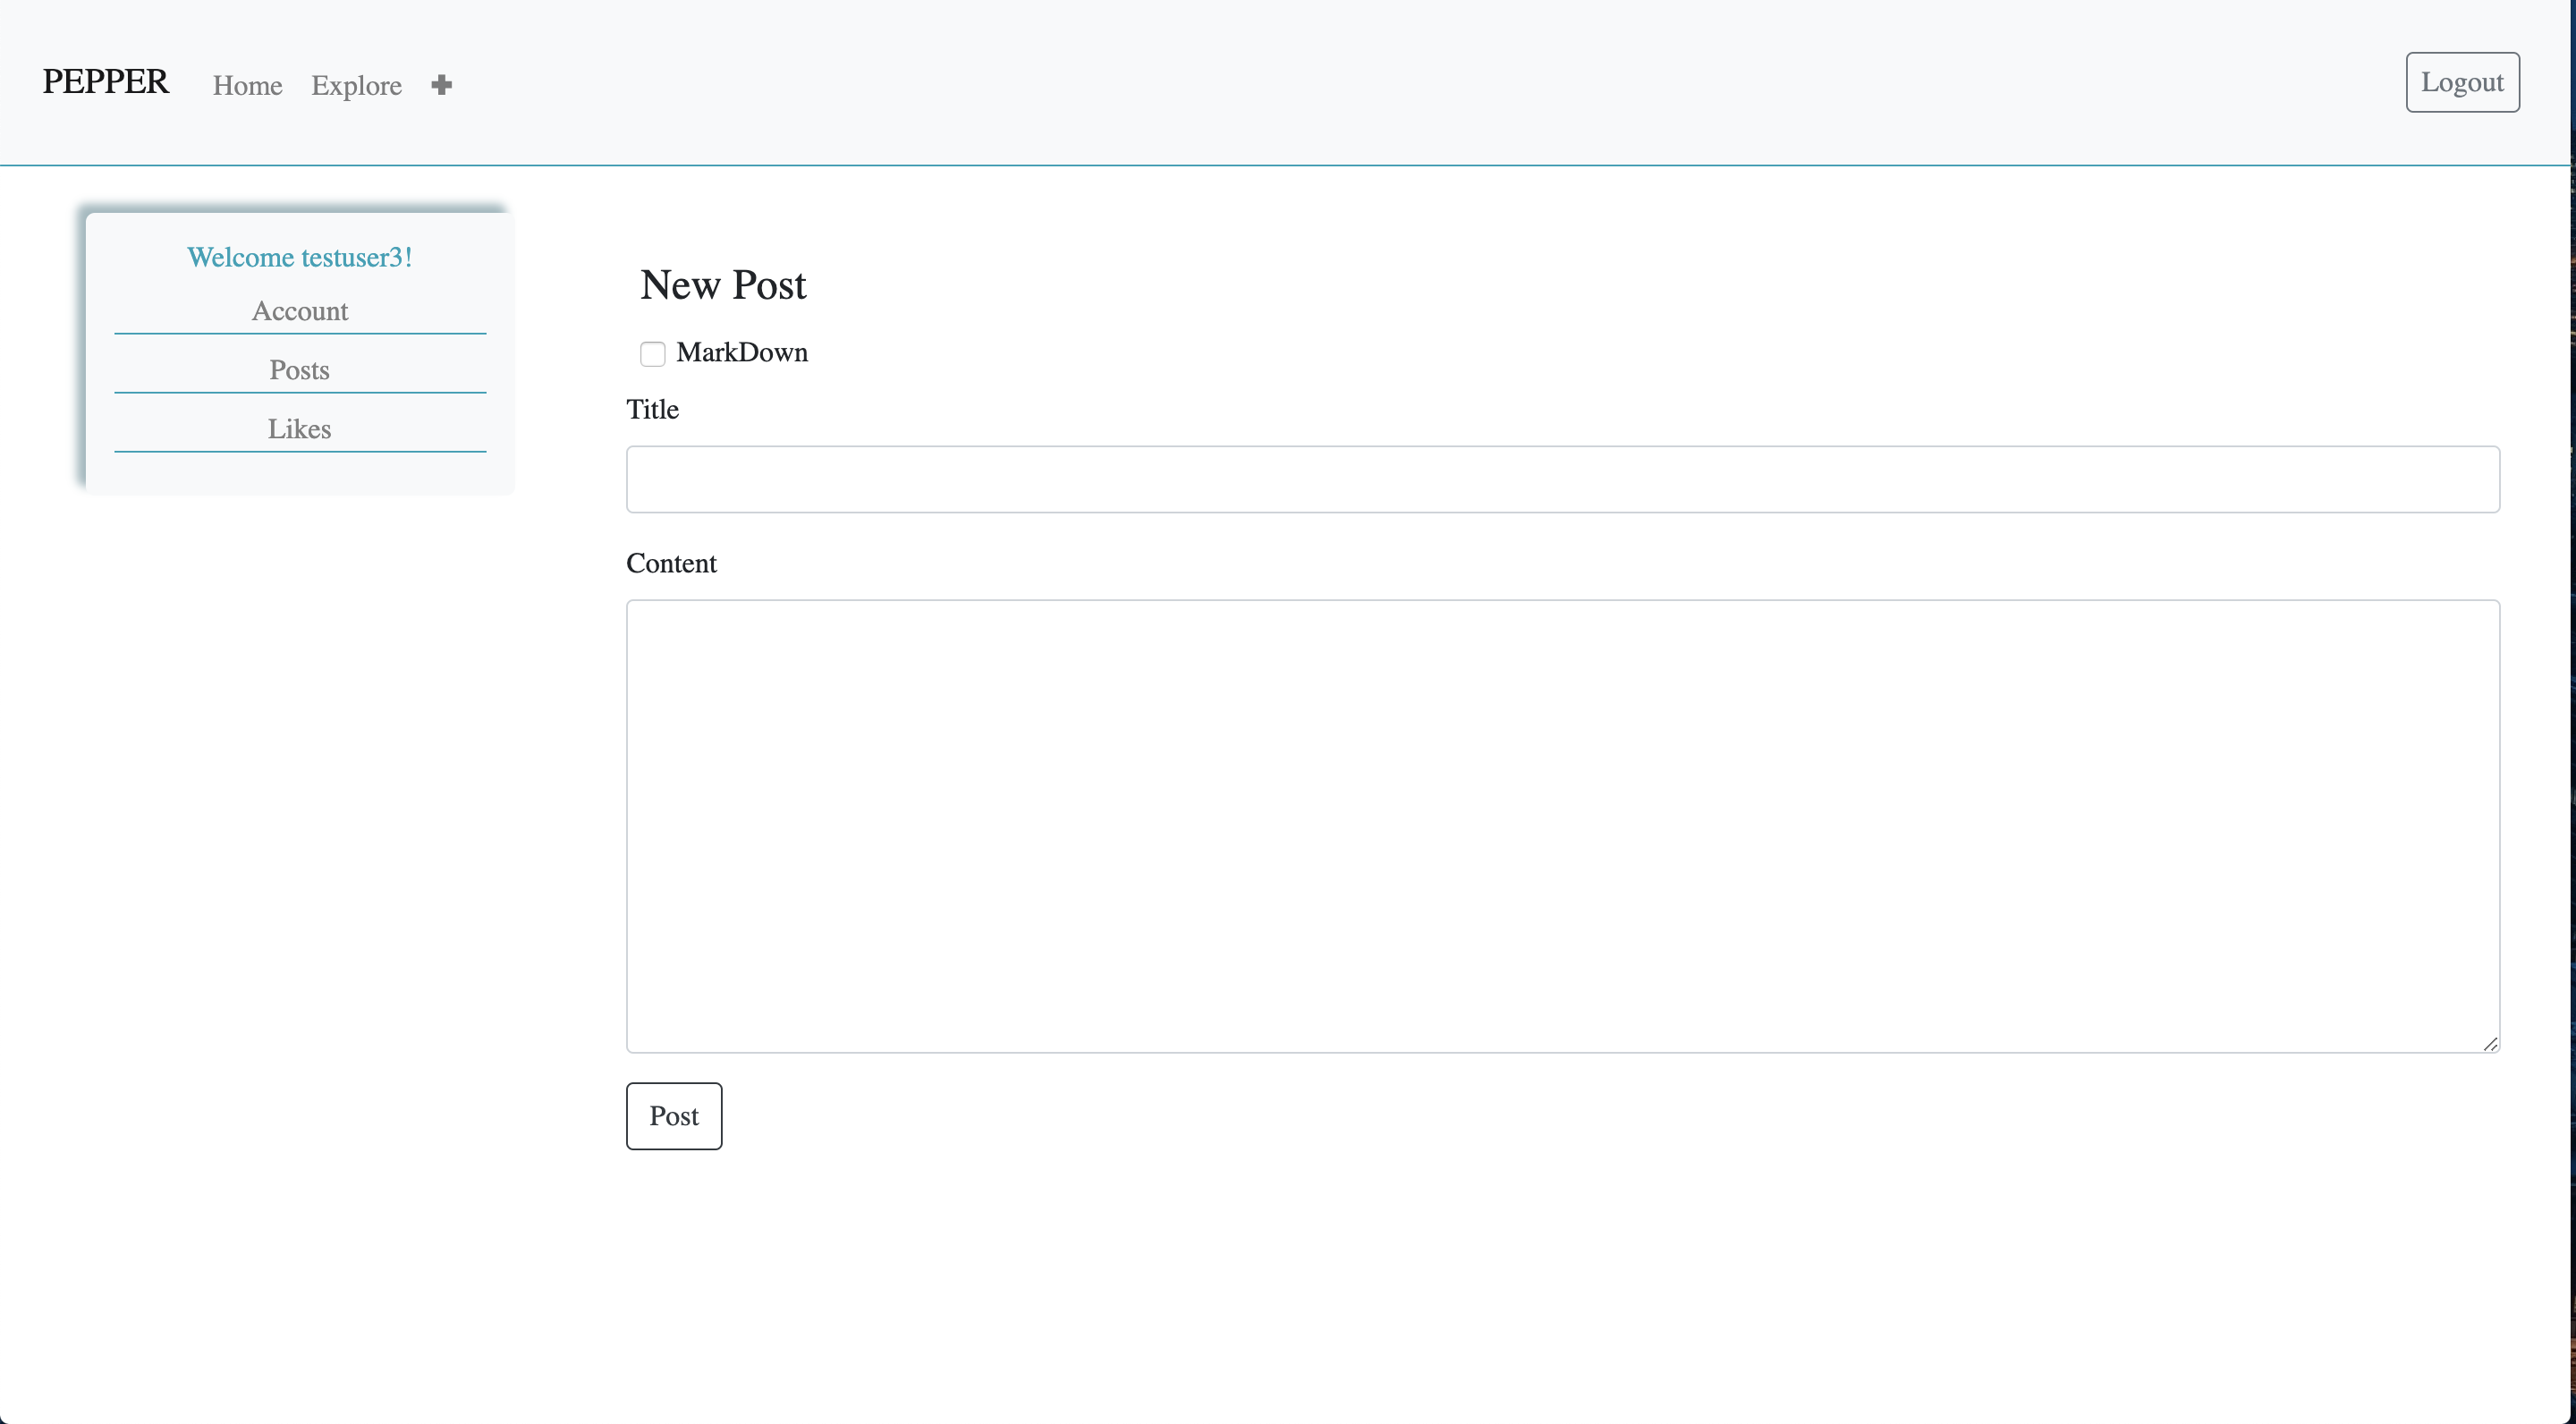 PEPPER Home Explore Logout
Welcome testuser3!
Account
Posts
Likes
New Post
MarkDown
Title
Content
Post